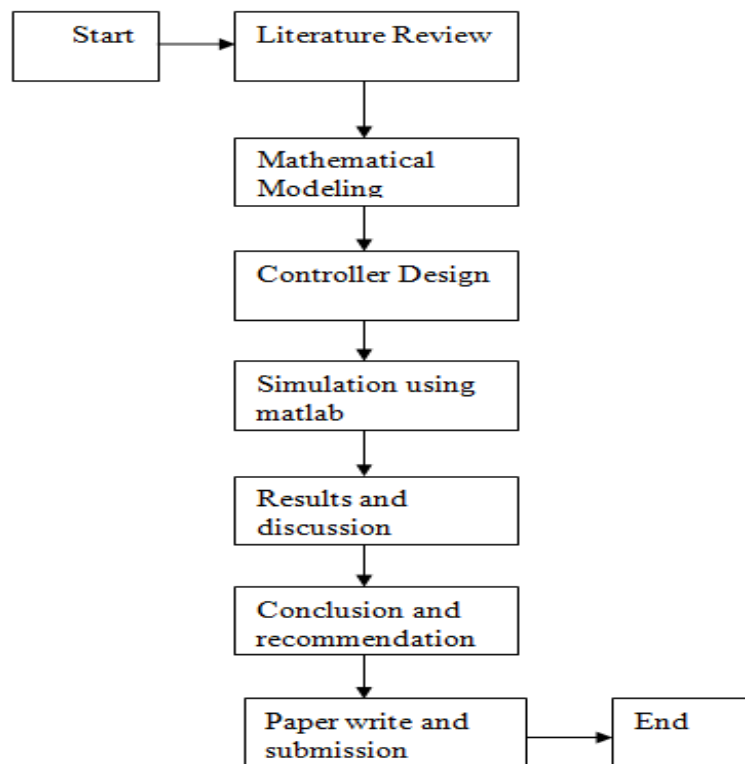 Start
Literature Review
Mathematical
Modeling
Controller Design
Simulation using
matlab
Results and
discussion
Conclusion and
recommendation
Paper write and
submission
End